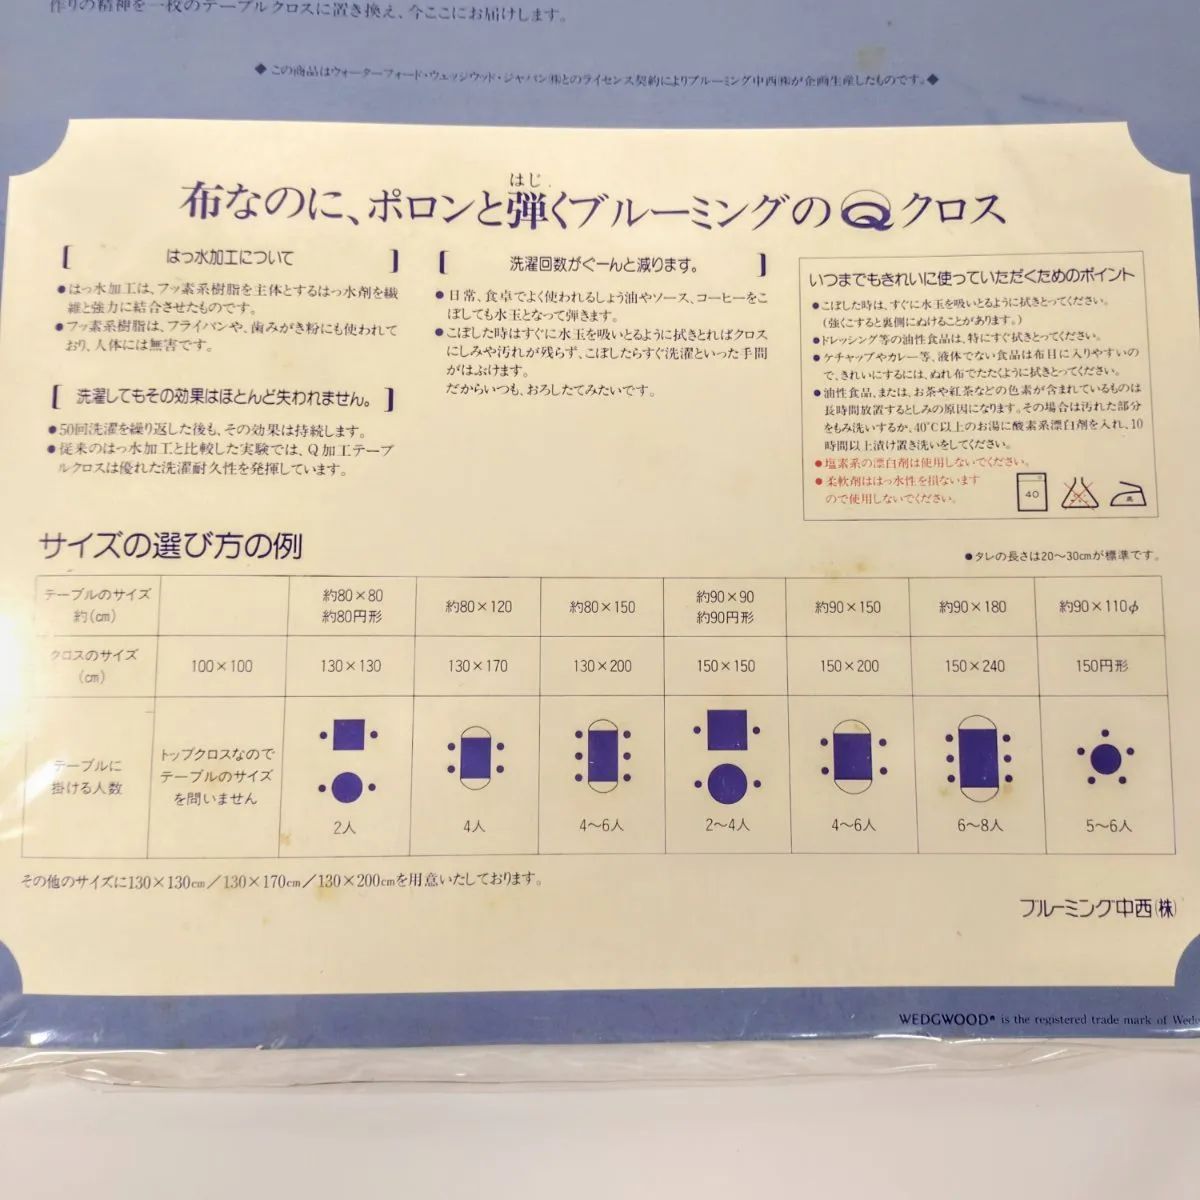 作りの精神を一枚のテーブルクロスに置き換え、今ここにお届けします。
◆この商品はウォーターフォード・ウェッジウッド・ジャパン㈱とのライセンス契約によりブルーミング中西㈱が企画生産したものです。◆
はじ
布なのに、ポロンと弾くブルーミングのQクロス
[ はっ水加工について ]
●はっ水加工は、フッ素系樹脂を主体とするはっ水剤を繊
維と強力に結合させたものです。
●フッ素系樹脂は、フライパンや、歯みがき粉にも使われて
おり、人体には無害です。
[ 洗濯してもその効果はほとんど失われません。 ]
●50回洗濯を繰り返した後も、その効果は持続します。
●従来のはっ水加工と比較した実験では、Q加工テーブ
ルクロスは優れた洗濯耐久性を発揮しています。
[ 洗濯回数がぐーんと減ります。 ]
●日常、食卓でよく使われるしょう油やソース、コーヒーをこ
ぼしても水玉となって弾きます。
●こぼした時はすぐに水玉を吸いとるように拭きとればクロス
にしみや汚れが残らず、こぼしたらすぐ洗濯といった手間
がはぶけます。
だからいつも、おろしたてみたいです。
いつまでもきれいに使っていただくためのポイント
●こぼした時は、すぐに水玉を吸いとるように拭きとってください。
(強くこすると裏側にぬけることがあります。)
●ドレッシング等の油性食品は、特にすぐ拭きとってください。
●ケチャップやカレー等、液体でない食品は布目に入りやすいの
で、きれいにするには、ぬれ布でたたくように拭きとってください。
●油性食品、または、お茶や紅茶などの色素が含まれているものは
長時間放置するとしみの原因になります。その場合は汚れた部分
をもみ洗いするか、40℃以上のお湯に酸素系漂白剤を入れ、10
時間以上漬け置き洗いをしてください。
●塩素系の漂白剤は使用しないでください。
●柔軟剤ははっ水性を損ないます
ので使用しないでください。
40
高
サイズの選び方の例
●タレの長さは20〜30cmが標準です。
テーブルのサイズ
約(cm)
約80×80
約80円形
約80×120
約80×150
約90×90
約90円形
約90×150
約90×180
約90×110φ
クロスのサイズ
(cm)
100×100
130×130
130×170
130×200
150×150
150×200
150×240
150円形
テーブルに
掛ける人数
トップクロスなので
テーブルのサイズ
を問いません
2人
4人
4〜6人
2〜4人
4〜6人
6〜8人
5〜6人
その他のサイズに130×130cm／130×170cm／130×200cmを用意いたしております。
ブルーミング中西㈱
WEDGWOOD® is the registered trade mark of Wedg